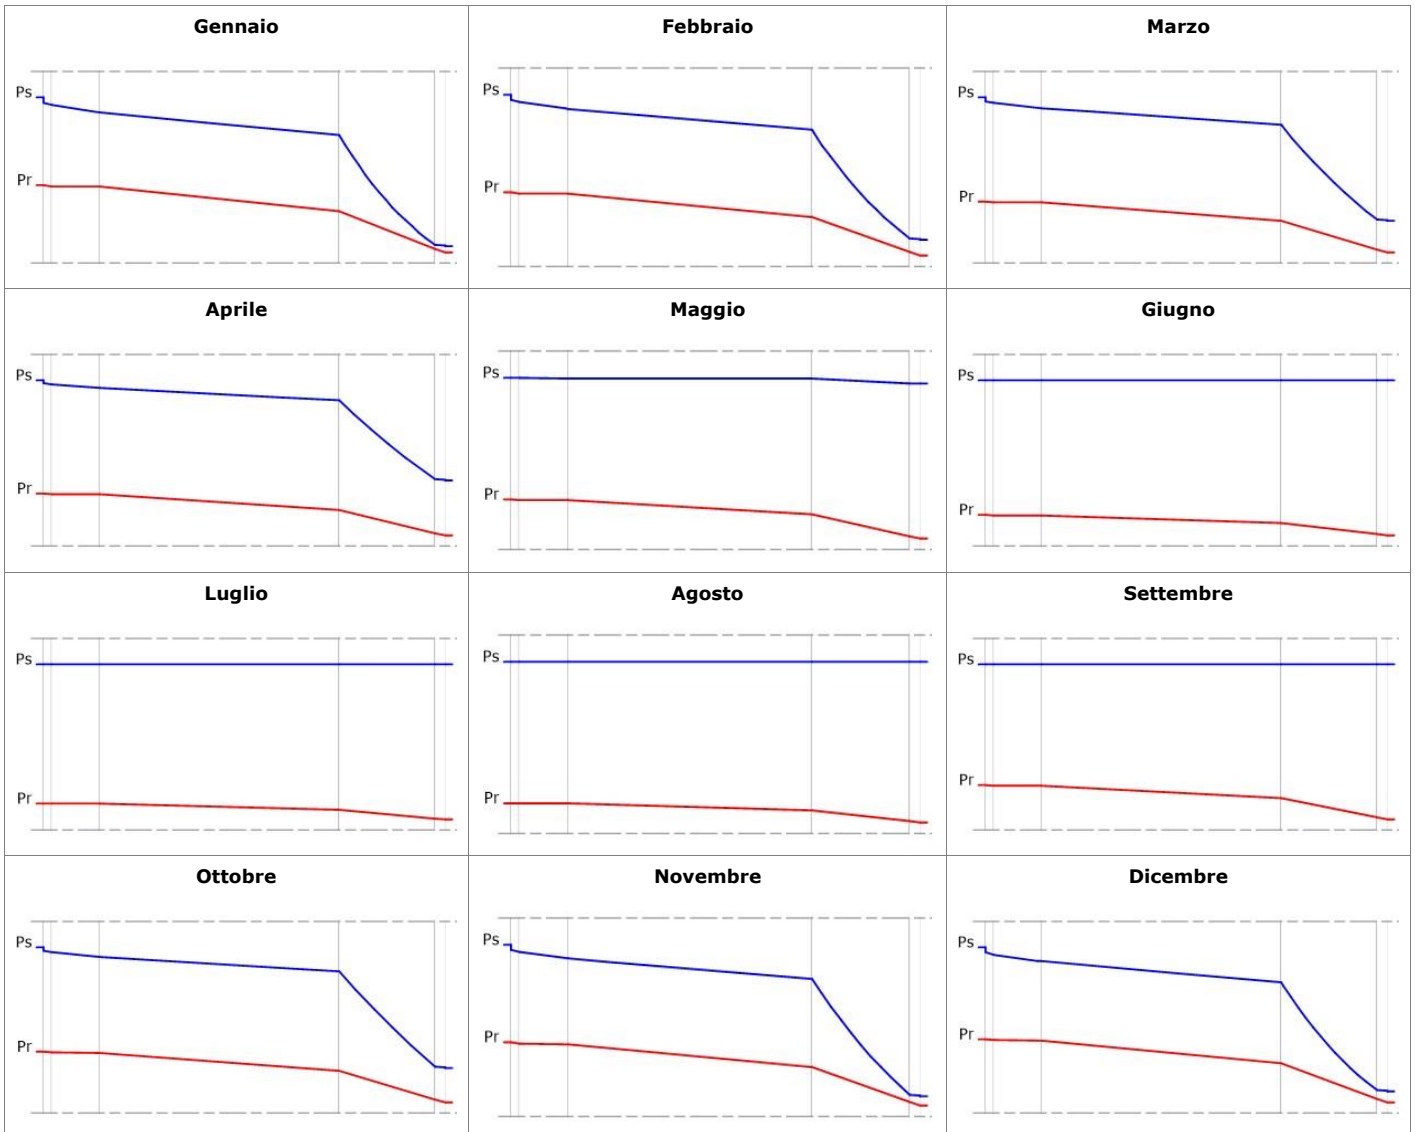 Gennaio
Febbraio
Marzo
Ps
Pr
Ps
Pr
Ps
Pr
Aprile
Maggio
Giugno
Ps
Pr
Ps
Pr
Ps
Pr
Luglio
Agosto
Settembre
Ps
Pr
Ps
Pr
Ps
Pr
Ottobre
Novembre
Dicembre
Ps
Pr
Ps
Pr
Ps
Pr